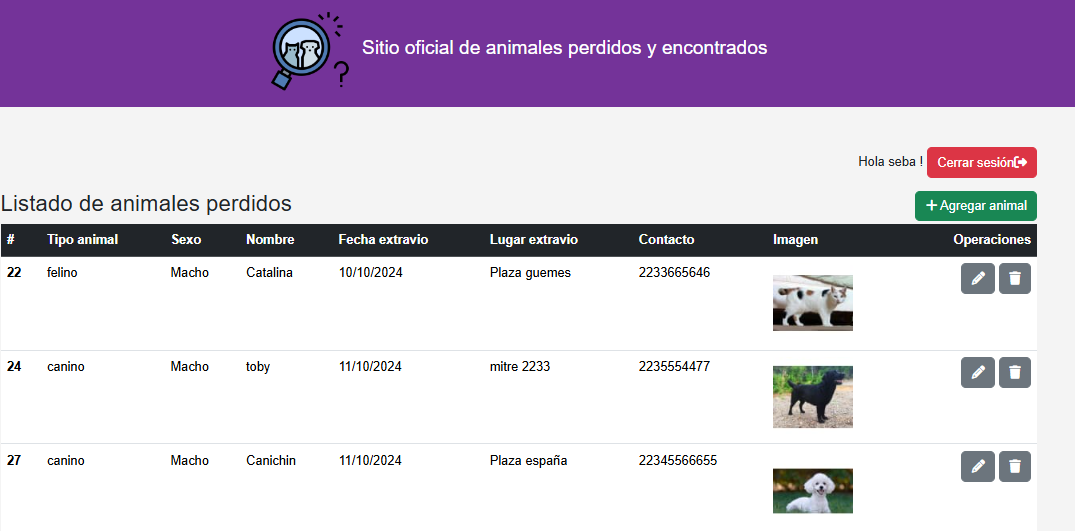 Sitio oficial de animales perdidos y encontrados
Hola seba ! Cerrar sesión
Listado de animales perdidos
+ Agregar animal
# Tipo animal Sexo Nombre Fecha extravio Lugar extravio Contacto Imagen Operaciones
22 felino Macho Catalina 10/10/2024 Plaza guemes 2233665646
24 canino Macho toby 11/10/2024 mitre 2233 2235554477
27 canino Macho Canichin 11/10/2024 Plaza españa 22345566655